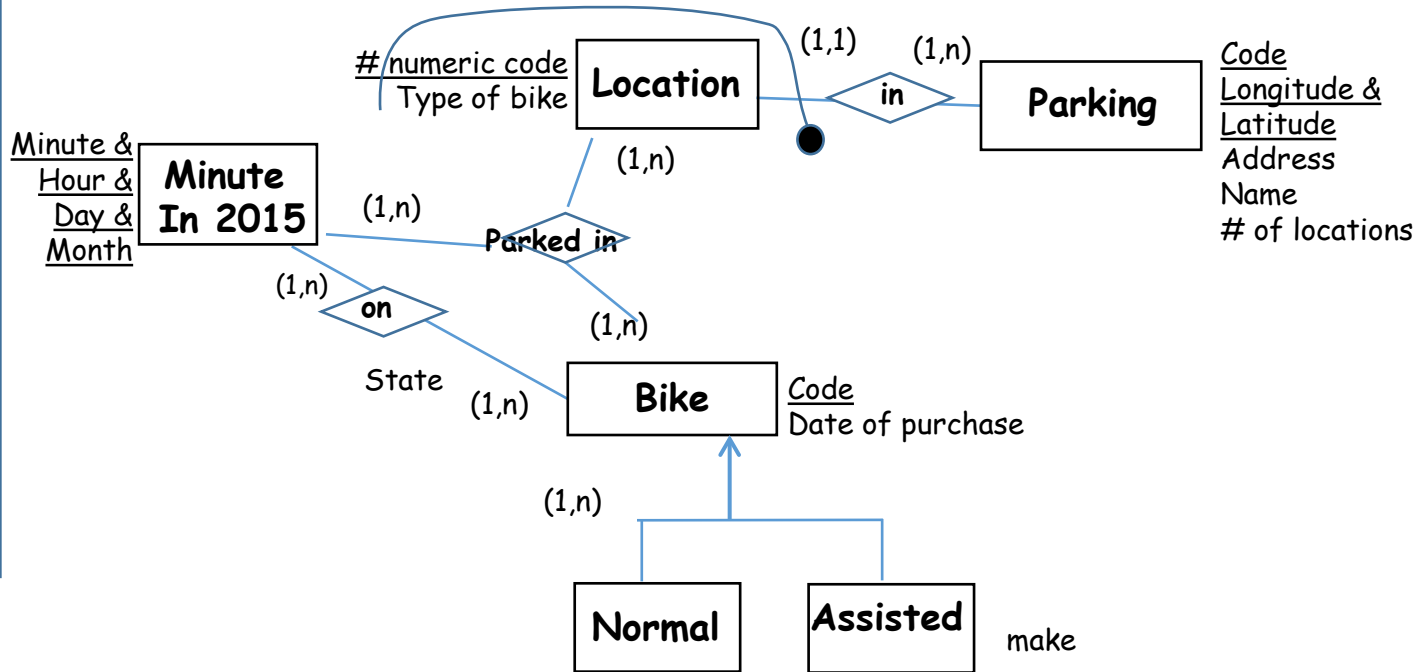 (1,1)
(1,n)
# numeric code
Type of bike
Location
in
Parking
Code
Longitude &
Latitude
Address
Name
# of locations
Minute &
Hour &
Day &
Month
Minute
In 2015
(1,n)
(1,n)
Parked in
(1,n)
on
(1,n)
State
(1,n)
Bike
Code
Date of purchase
(1,n)
Normal
Assisted
make